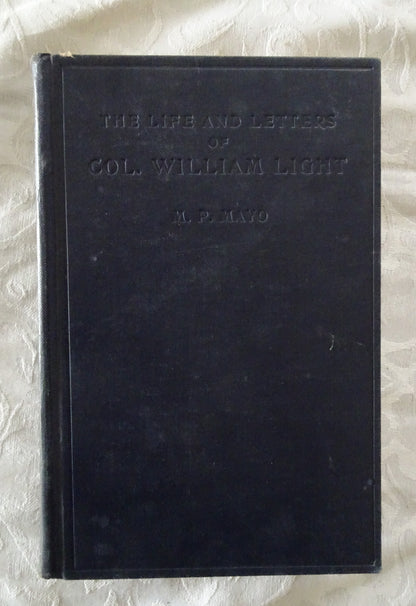 THE LIFE AND LETTERS
OF
COL. WILLIAM LIGHT
M. P. MAYO